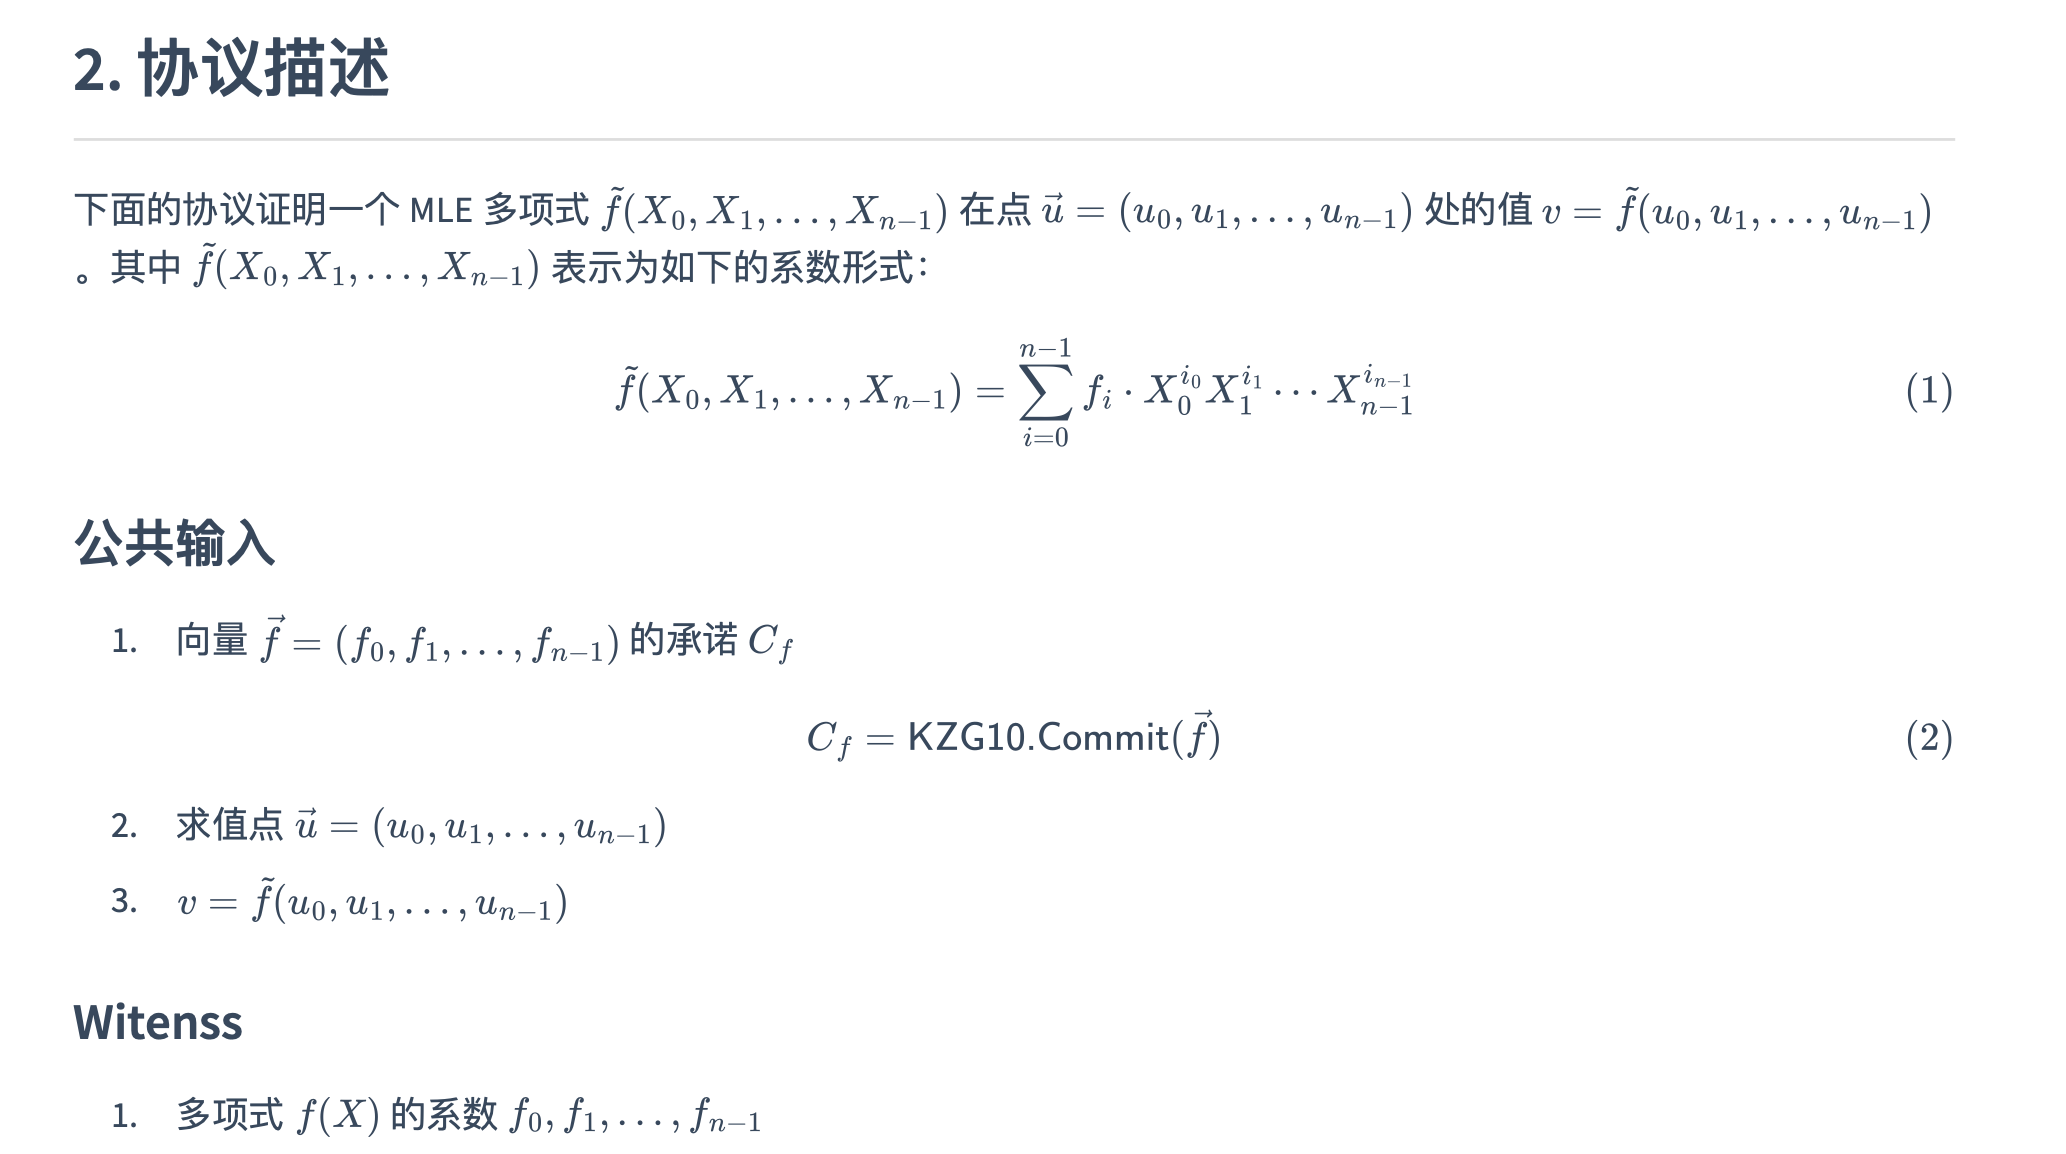 2. 协议描述
下面的协议证明一个 MLE 多项式 $\tilde{f}(X_0, X_1, \ldots, X_{n-1})$ 在点 $\vec{u} = (u_0, u_1, \ldots, u_{n-1})$ 处的值 $v = \tilde{f}(u_0, u_1, \ldots, u_{n-1})$
。其中 $\tilde{f}(X_0, X_1, \ldots, X_{n-1})$ 表示为如下的系数形式：
$\tilde{f}(X_0, X_1, \ldots, X_{n-1}) = \sum_{i=0}^{n-1} f_i \cdot X_0^{i_0} X_1^{i_1} \cdots X_{n-1}^{i_{n-1}}$ (1)
公共输入
1. 向量 $\vec{f} = (f_0, f_1, \ldots, f_{n-1})$ 的承诺 $C_f$
$C_f = \mathsf{KZG10.Commit}(\vec{f})$ (2)
2. 求值点 $\vec{u} = (u_0, u_1, \ldots, u_{n-1})$
3. $v = \tilde{f}(u_0, u_1, \ldots, u_{n-1})$
Witenss
1. 多项式 $f(X)$ 的系数 $f_0, f_1, \ldots, f_{n-1}$